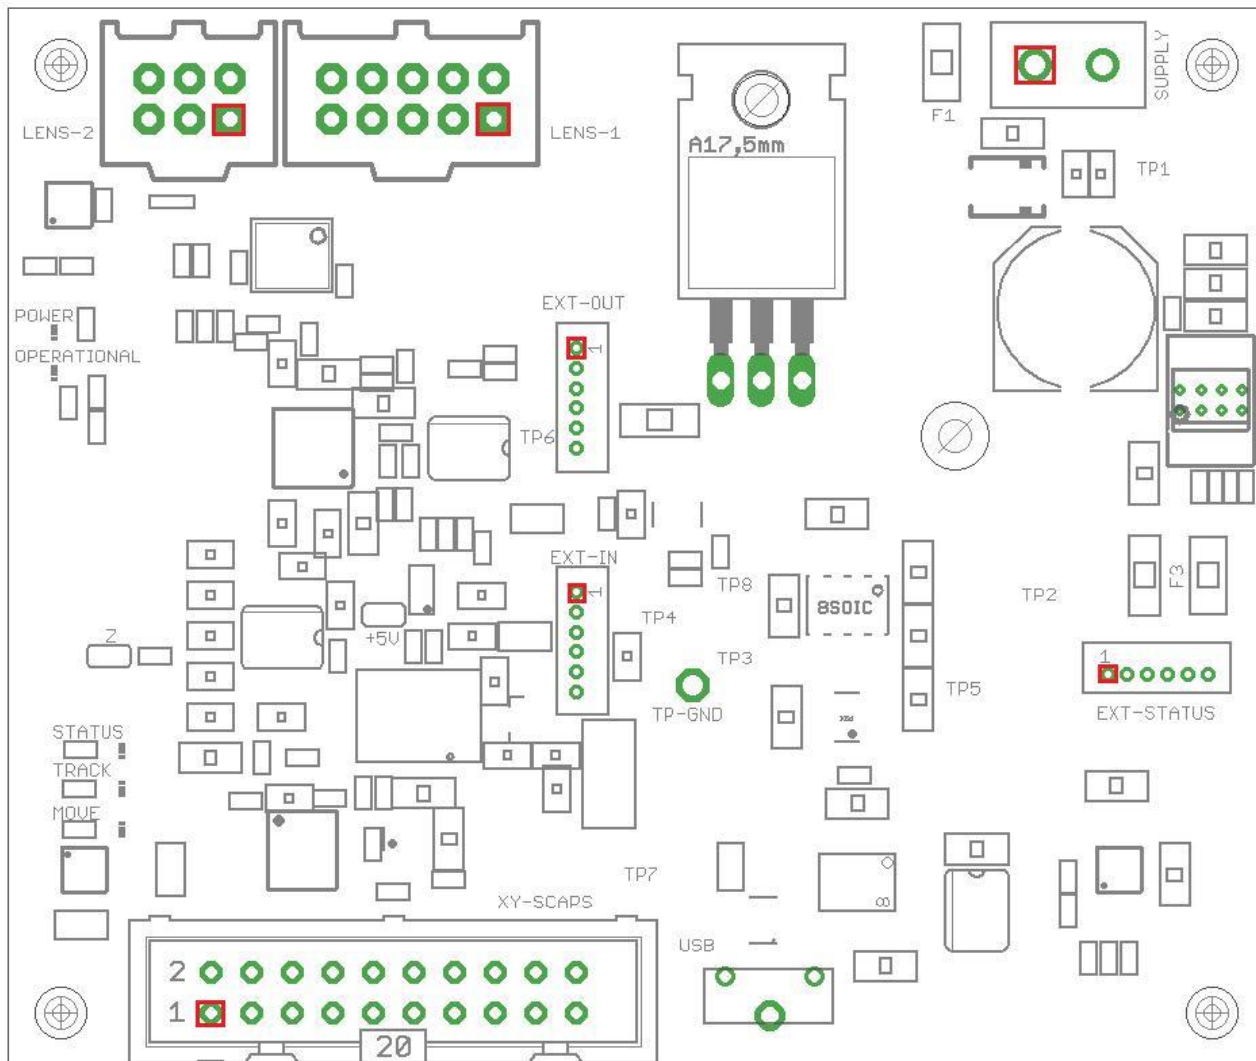 SUPPLY
LENS-2
LENS-1
F1
A17,5mm
TP1
EXT-OUT
POWER
1
OPERATIONAL
TP6
EXT-IN
1
TP8
8SOIC
TP2
F3
TP4
Z
+5V
TP3
1
TP5
TP-GND
EXT-STATUS
STATUS
TRACK
MOVE
TP7
XY-SCAPS
8
USB
2
1
20